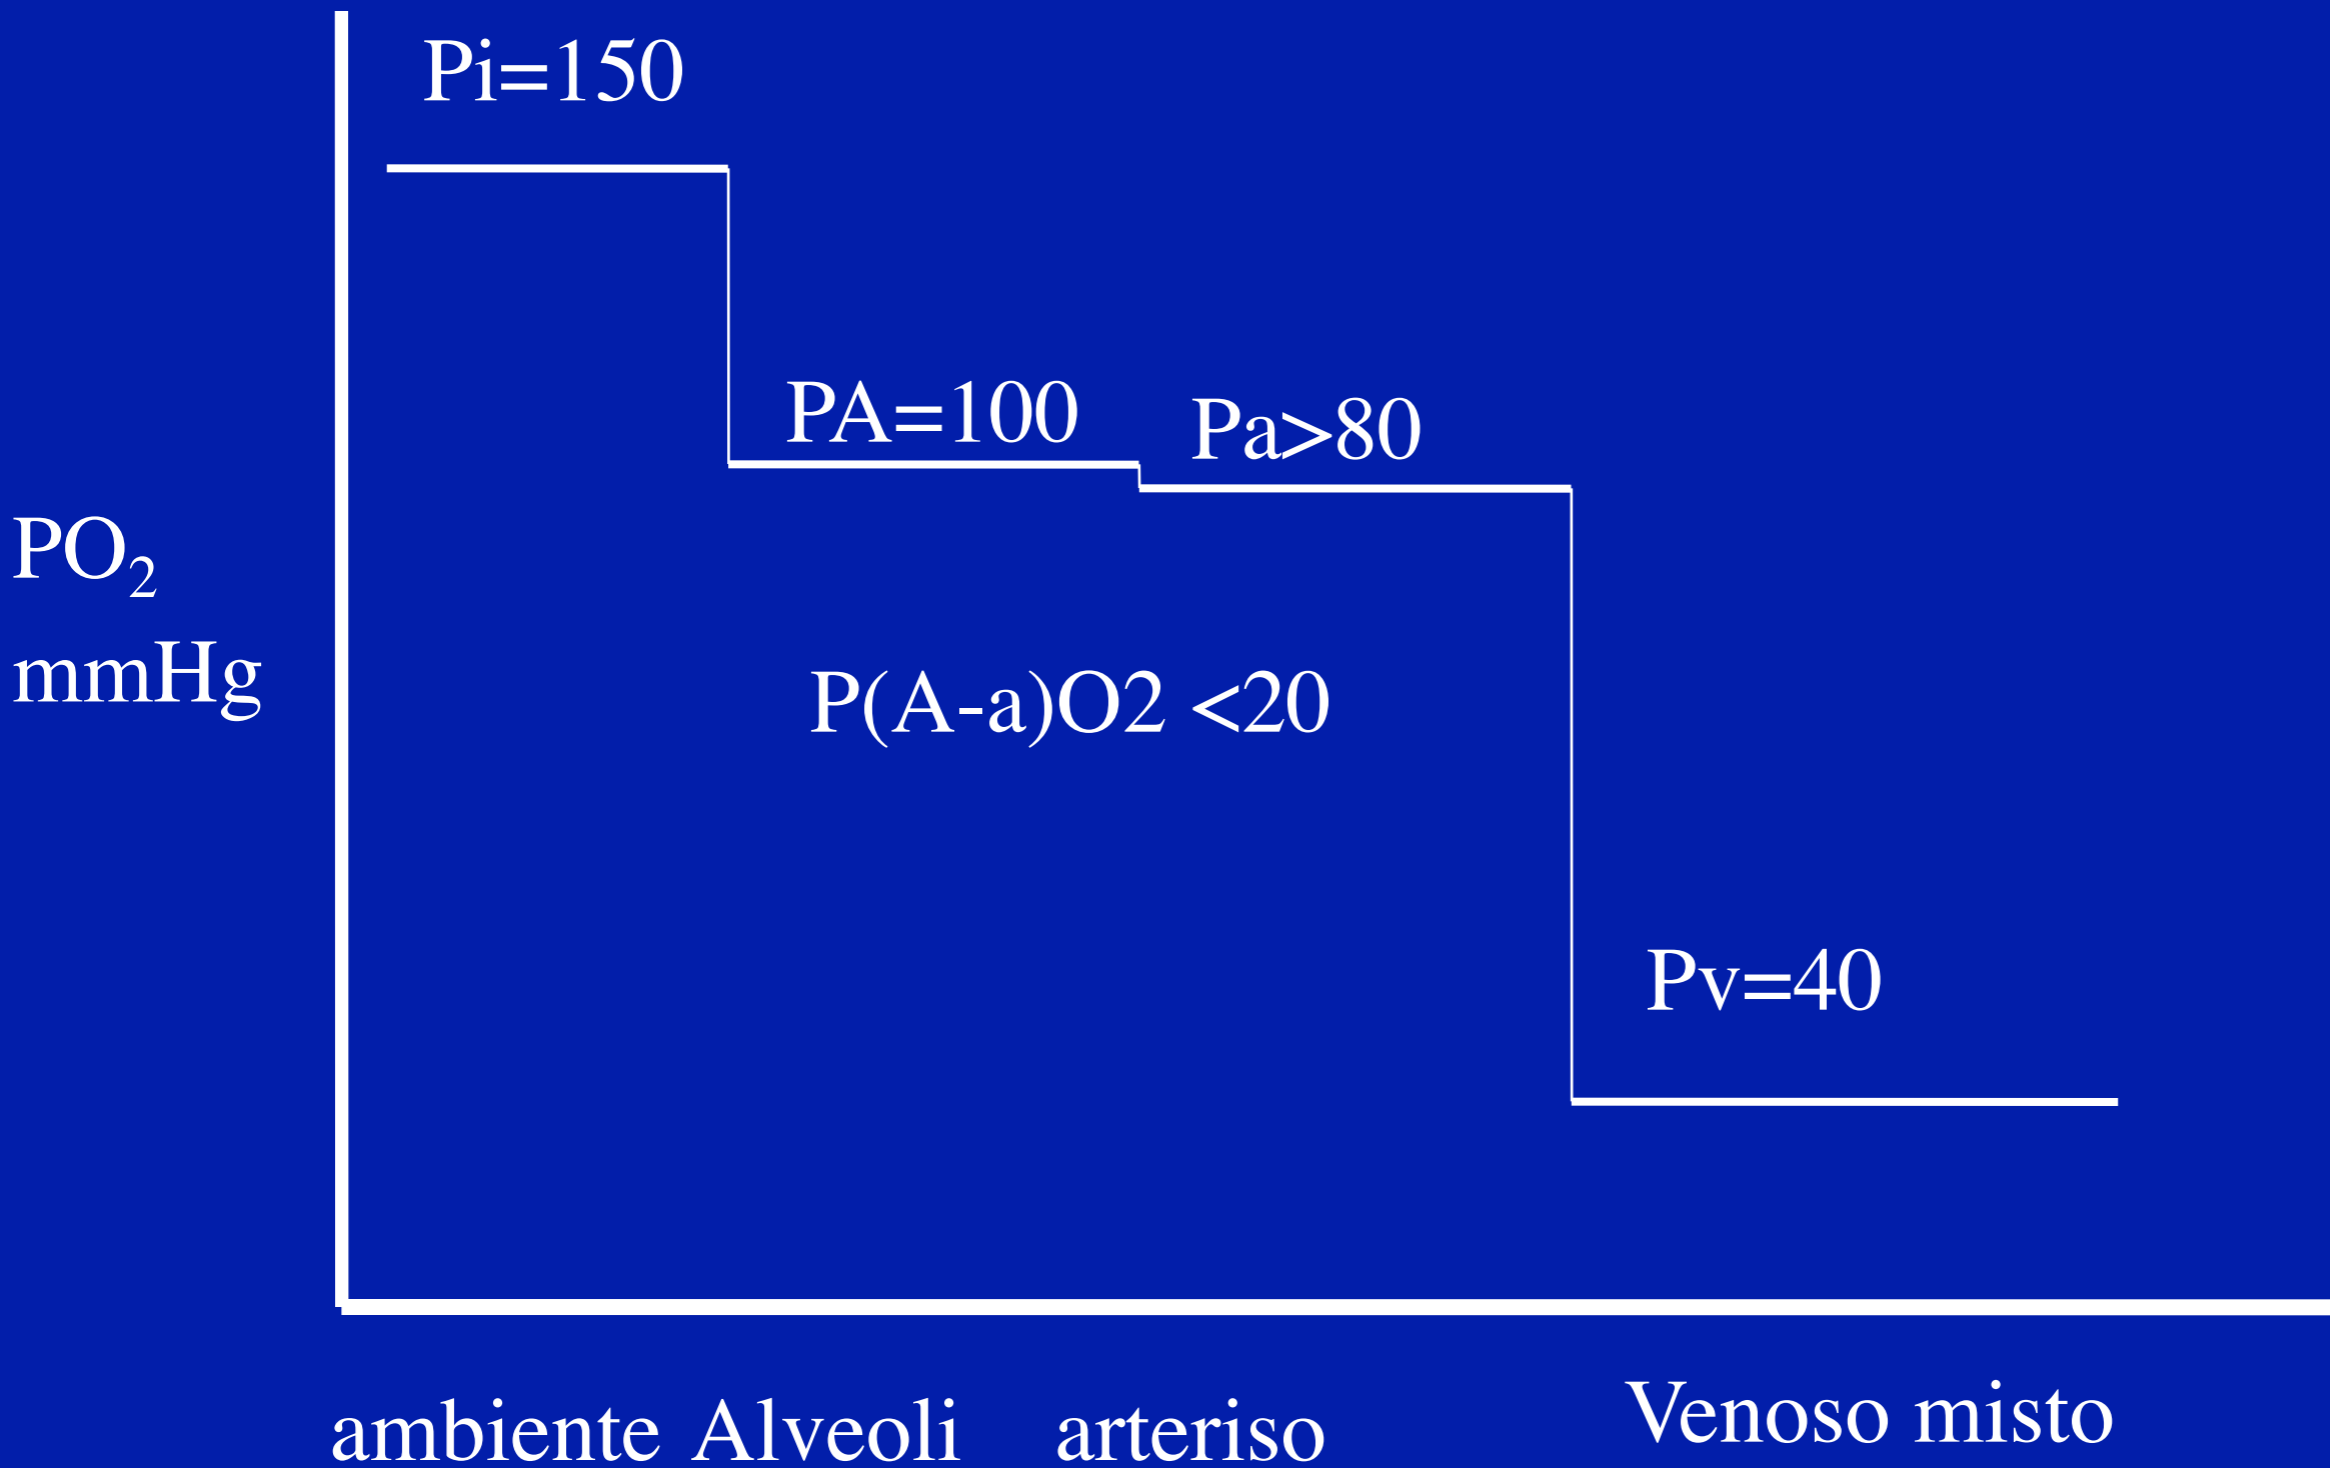 Pi=150
PA=100
Pa>80
PO₂
mmHg
P(A-a)O2 <20
Pv=40
ambiente Alveoli arteriso Venoso misto